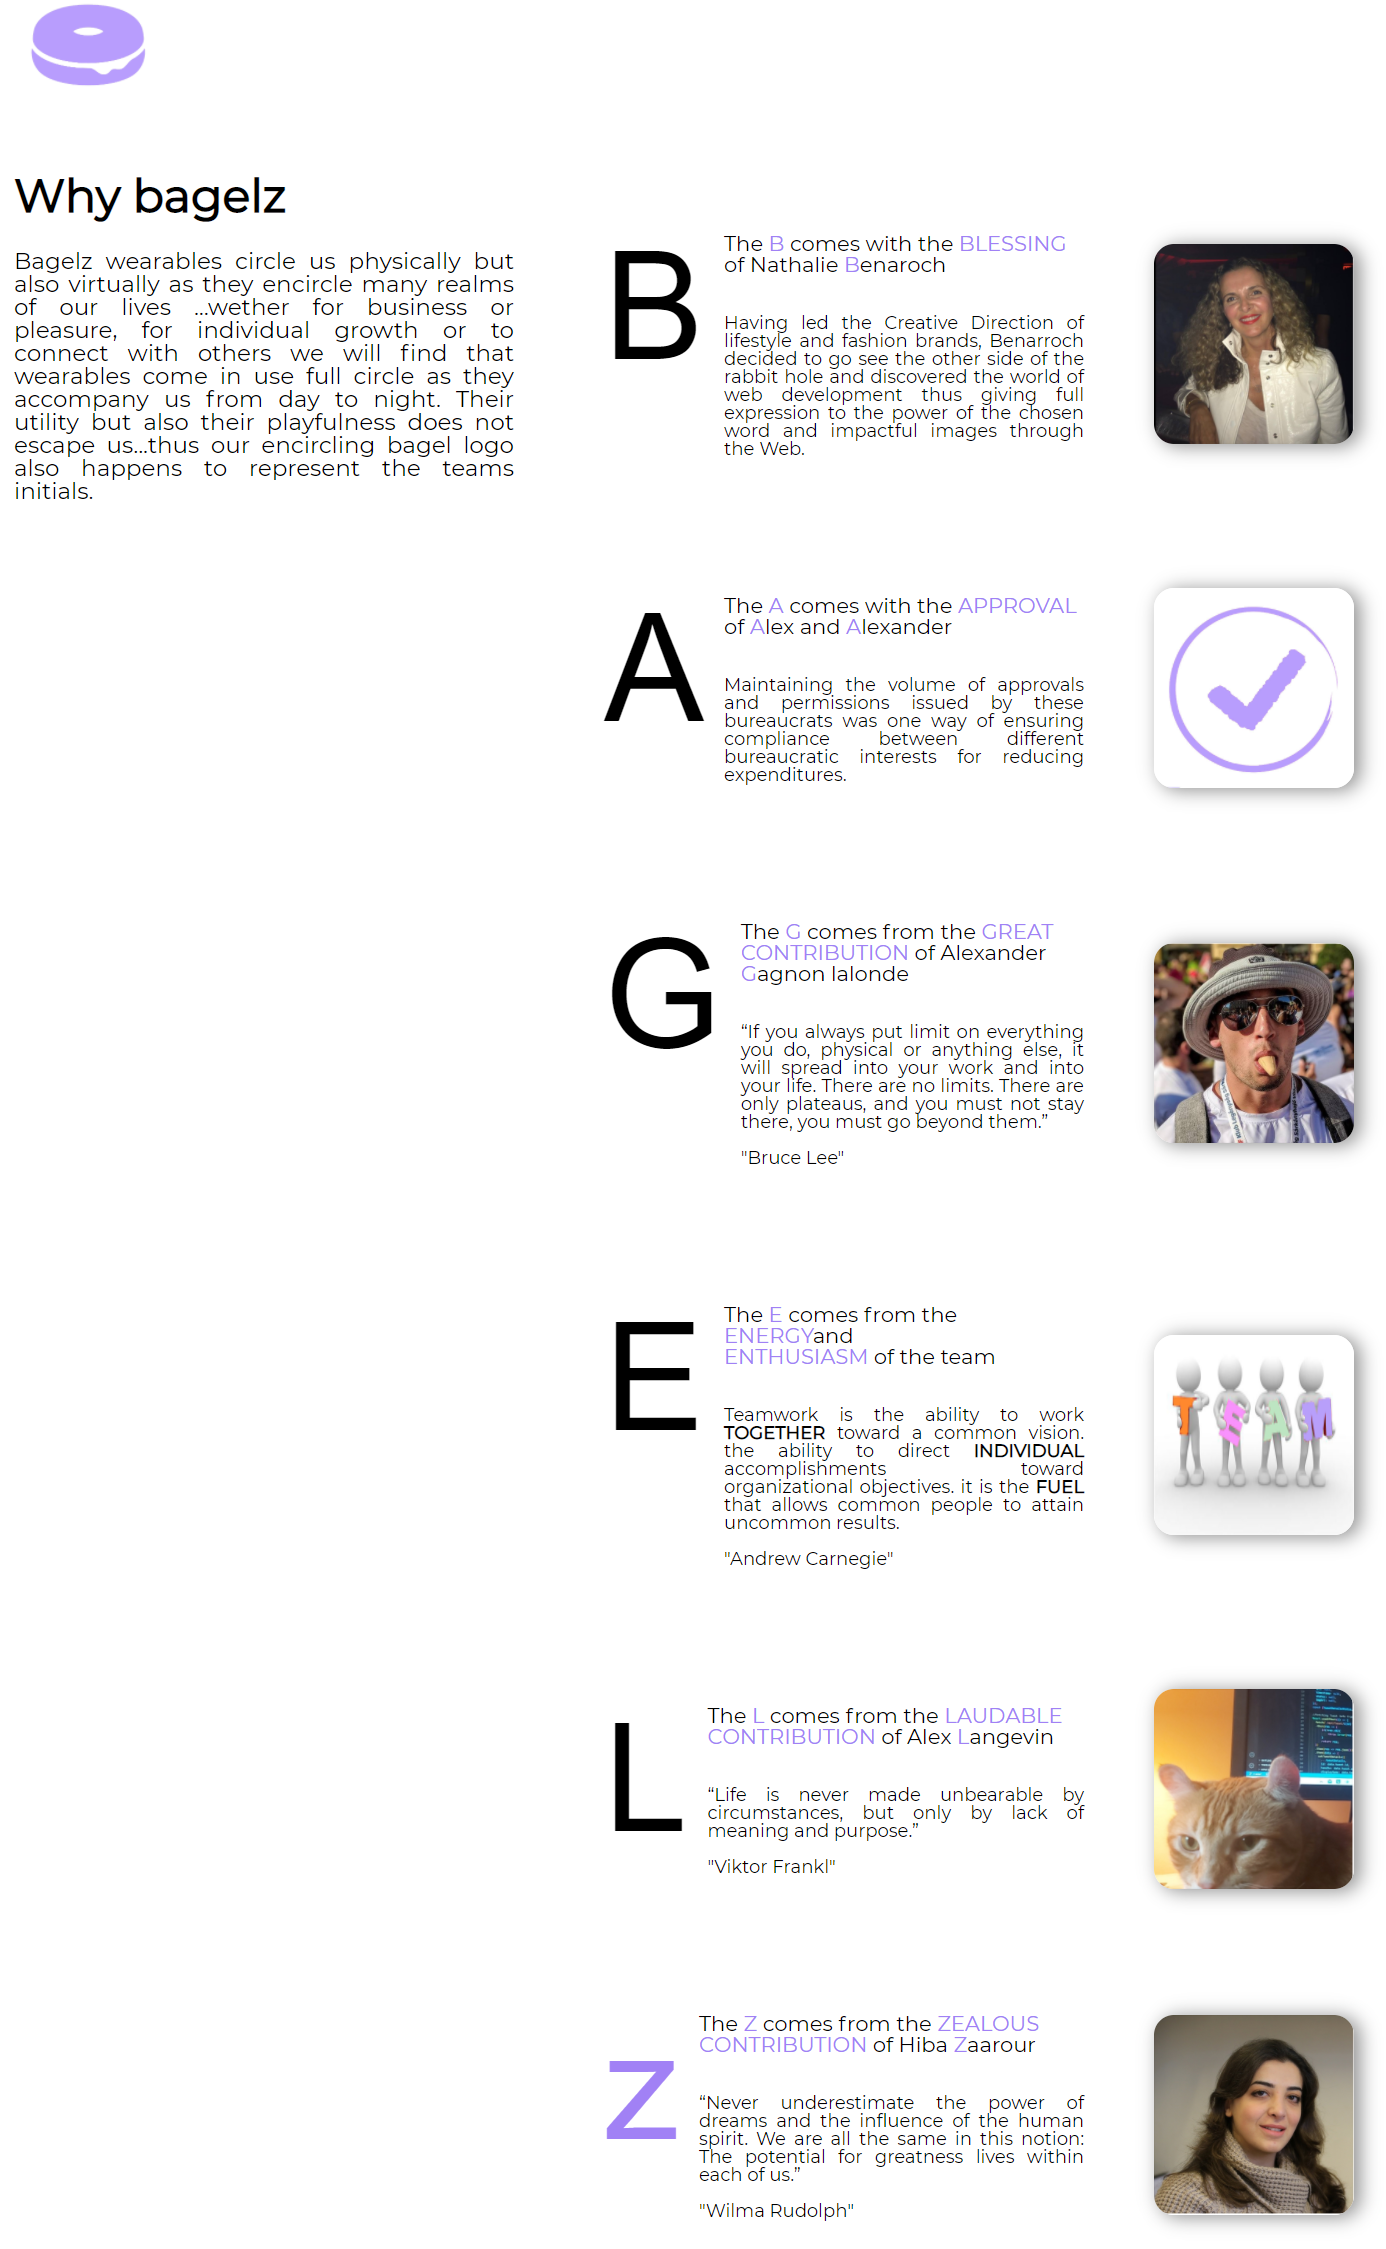 Why bagelz
Bagelz wearables circle us physically but
also virtually as they encircle many realms
of our lives ...wether for business or
pleasure, for individual growth or to
connect with others we will find that
wearables come in use full circle as they
accompany us from day to night. Their
utility but also their playfulness does not
escape us...thus our encircling bagel logo
also happens to represent the teams
initials.
B
The B comes with the BLESSING
of Nathalie Benaroch
Having led the Creative Direction of
lifestyle and fashion brands, Benarroch
decided to go see the other side of the
rabbit hole and discovered the world of
web development thus giving full
expression to the power of the chosen
word and impactful images through
the Web.
A
The A comes with the APPROVAL
of Alex and Alexander
Maintaining the volume of approvals
and permissions issued by these
bureaucrats was one way of ensuring
compliance between different
bureaucratic interests for reducing
expenditures.
G
The G comes from the GREAT
CONTRIBUTION of Alexander
Gagnon lalonde
“If you always put limit on everything
you do, physical or anything else, it
will spread into your work and into
your life. There are no limits. There are
only plateaus, and you must not stay
there, you must go beyond them.”
"Bruce Lee"
E
The E comes from the
ENERGYand
ENTHUSIASM of the team
Teamwork is the ability to work
TOGETHER toward a common vision.
the ability to direct INDIVIDUAL
accomplishments toward
organizational objectives. it is the FUEL
that allows common people to attain
uncommon results.
"Andrew Carnegie"
TEAM
L
The L comes from the LAUDABLE
CONTRIBUTION of Alex Langevin
“Life is never made unbearable by
circumstances, but only by lack of
meaning and purpose.”
"Viktor Frankl"
Z
The Z comes from the ZEALOUS
CONTRIBUTION of Hiba Zaarour
“Never underestimate the power of
dreams and the influence of the human
spirit. We are all the same in this notion:
The potential for greatness lives within
each of us.”
"Wilma Rudolph"